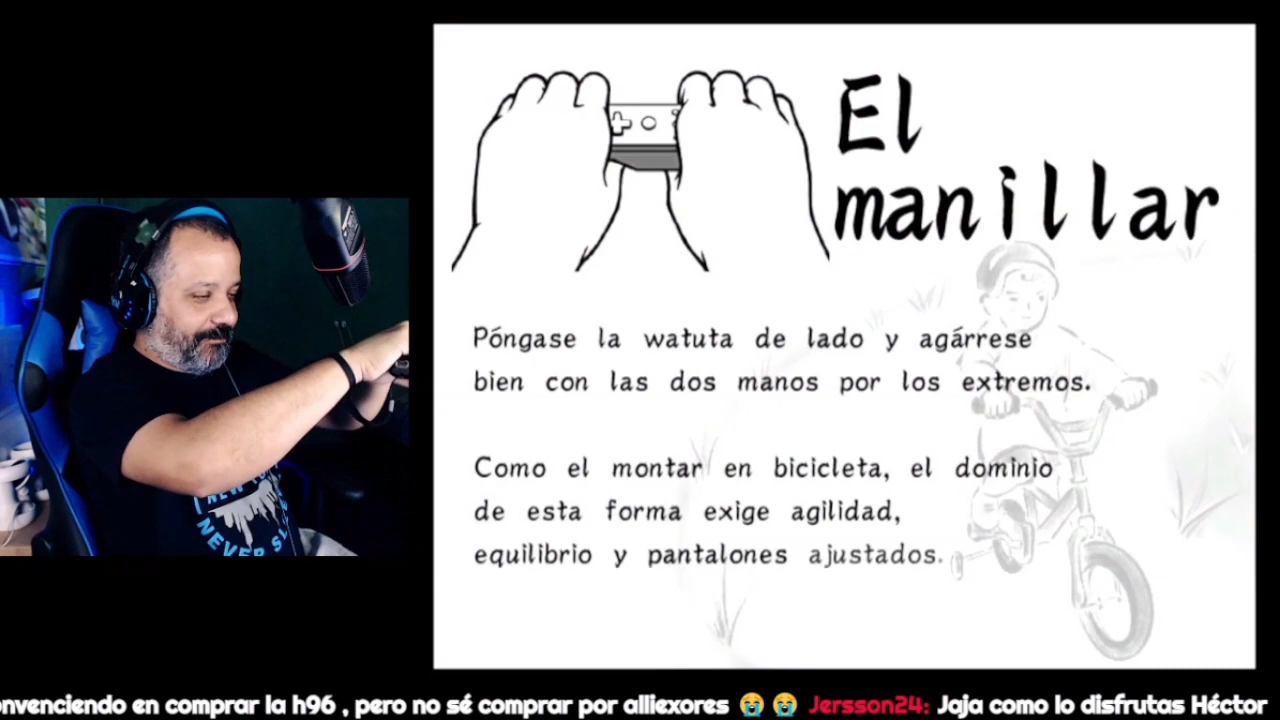 El
manillar
Póngase la watuta de lado y agárrese
bien con las dos manos por los extremos.
Como el montar en bicicleta, el dominio
de esta forma exige agilidad,
equilibrio y pantalones ajustados.
NEVER
onvenciendo en comprar la h96 , pero no sé comprar por alliexores 😭 😭 Jersson24: Jaja como lo disfrutas Héctor